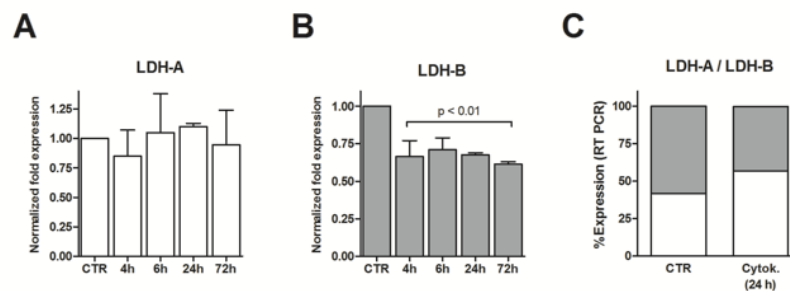 A
LDH-A
Normalized fold expression
1.25
1.00
0.75
0.50
0.25
0.00
CTR 4h 6h 24h 72h
B
LDH-B
Normalized fold expression
1.00
0.75
0.50
0.25
0.00
p < 0.01
CTR 4h 6h 24h 72h
C
LDH-A / LDH-B
%Expression (RT PCR)
100
75
50
25
0
CTR Cytok.
(24 h)